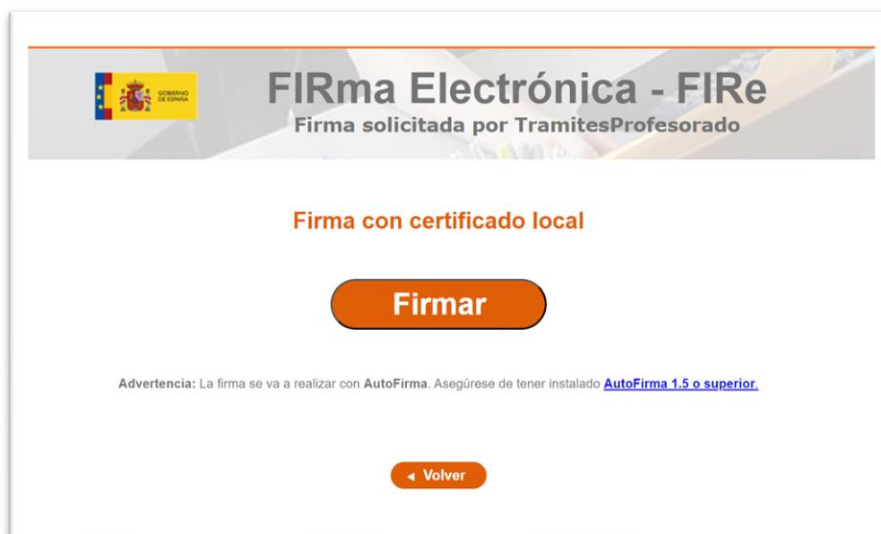 GOBIERNO
DE ESPAÑA
FIRma Electrónica - FIRe
Firma solicitada por TramitesProfesorado
Firma con certificado local
Firmar
Advertencia: La firma se va a realizar con AutoFirma. Asegúrese de tener instalado AutoFirma 1.5 o superior.
Volver